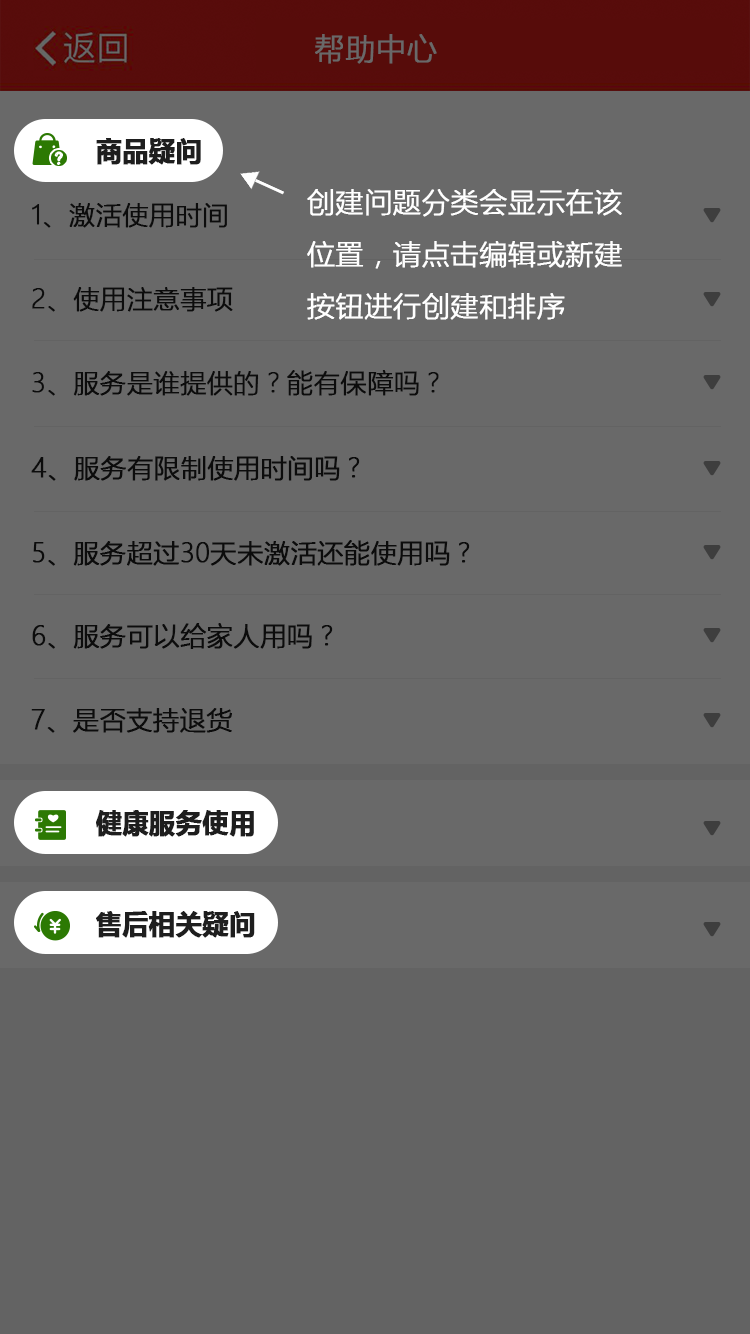 返回
帮助中心
商品疑问
创建问题分类会显示在该
位置，请点击编辑或新建
按钮进行创建和排序
1、激活使用时间
2、使用注意事项
3、服务是谁提供的？能有保障吗？
4、服务有限制使用时间吗？
5、服务超过30天未激活还能使用吗？
6、服务可以给家人用吗？
7、是否支持退货
健康服务使用
售后相关疑问